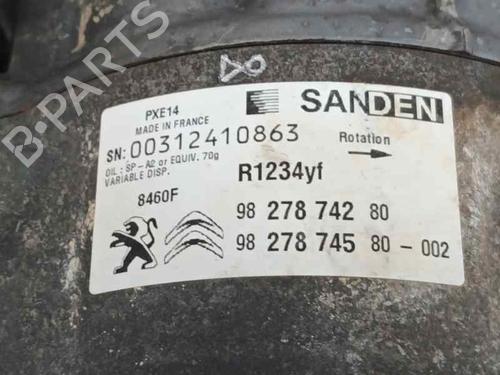 PXE14
MADE IN FRANCE
SANDEN
SN: 00312410863
Rotation
OIL : SP - A2 or EQUIV. 70g
VARIABLE DISP.
R1234yf
8460F
98 278 742 80
98 278 745 80 - 002
B-PARTS